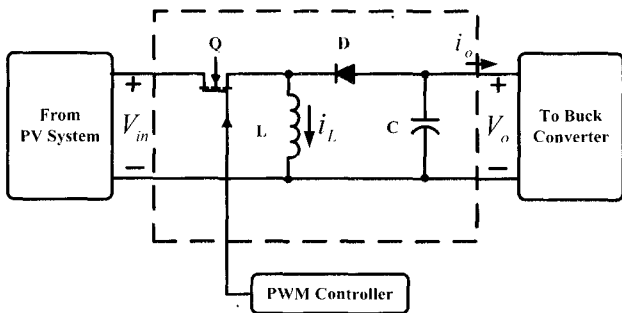 Q
D
i_o
From
PV System
+
V_in
−
L
i_L
C
+
V_o
−
To Buck
Converter
PWM Controller